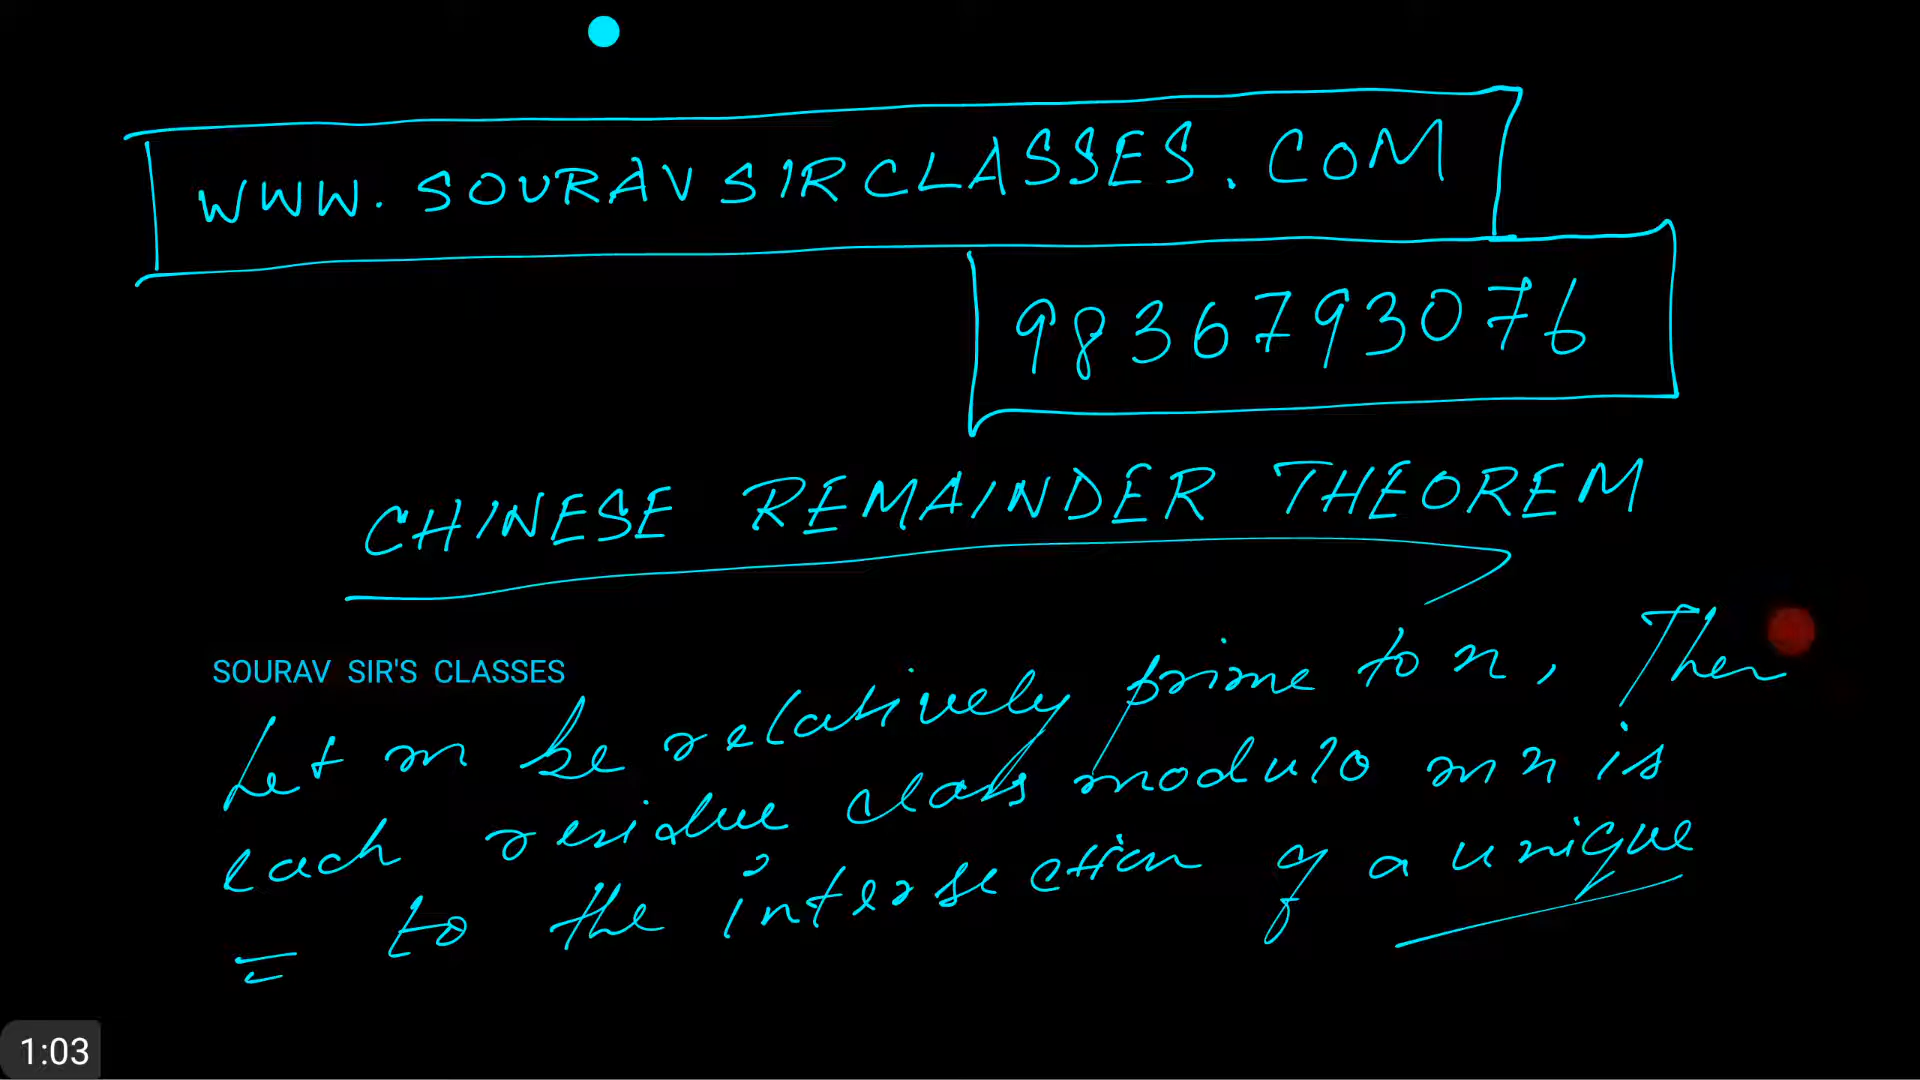 WWW.SOURAVSIRCLASSES.COM
9836793076
CHINESE REMAINDER THEOREM
SOURAV SIR'S CLASSES
Let m be relatively prime to n, Then
each residue class modulo mn is
= to the intersection of a unique
1:03